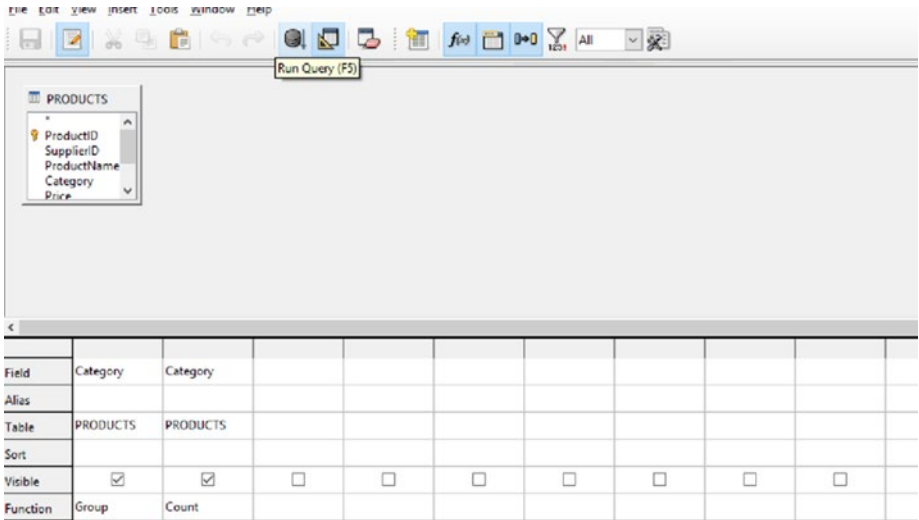 File Edit View Insert Tools Window Help
f(x) 1231 All
Run Query (F5)
PRODUCTS
*
ProductID
SupplierID
ProductName
Category
Price
Field Category Category
Alias
Table PRODUCTS PRODUCTS
Sort
Visible
Function Group Count